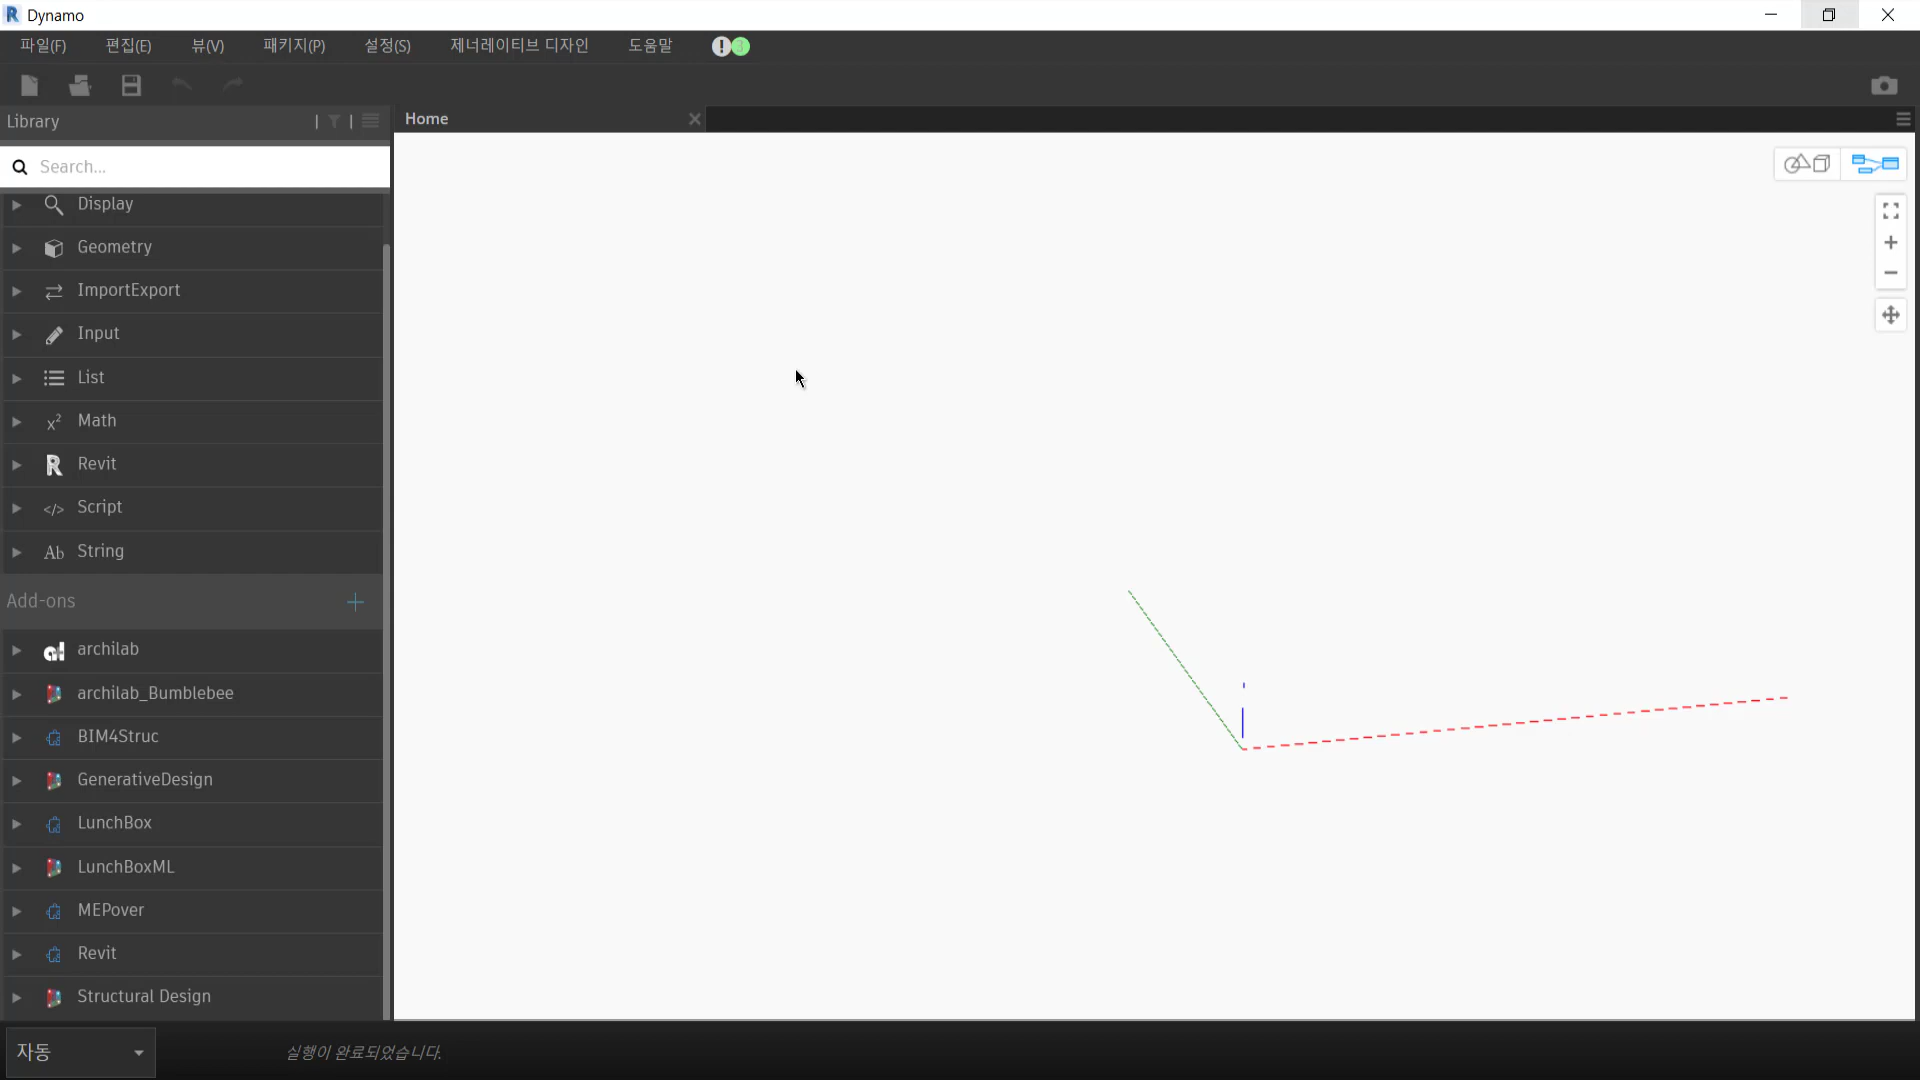 Dynamo
파일(F) 편집(E) 뷰(V) 패키지(P) 설정(S) 제너레이티브 디자인 도움말
Library
Home
Search...
Display
Geometry
ImportExport
Input
List
Math
Revit
Script
String
Add-ons
archilab
archilab_Bumblebee
BIM4Struc
GenerativeDesign
LunchBox
LunchBoxML
MEPover
Revit
Structural Design
자동
실행이 완료되었습니다.